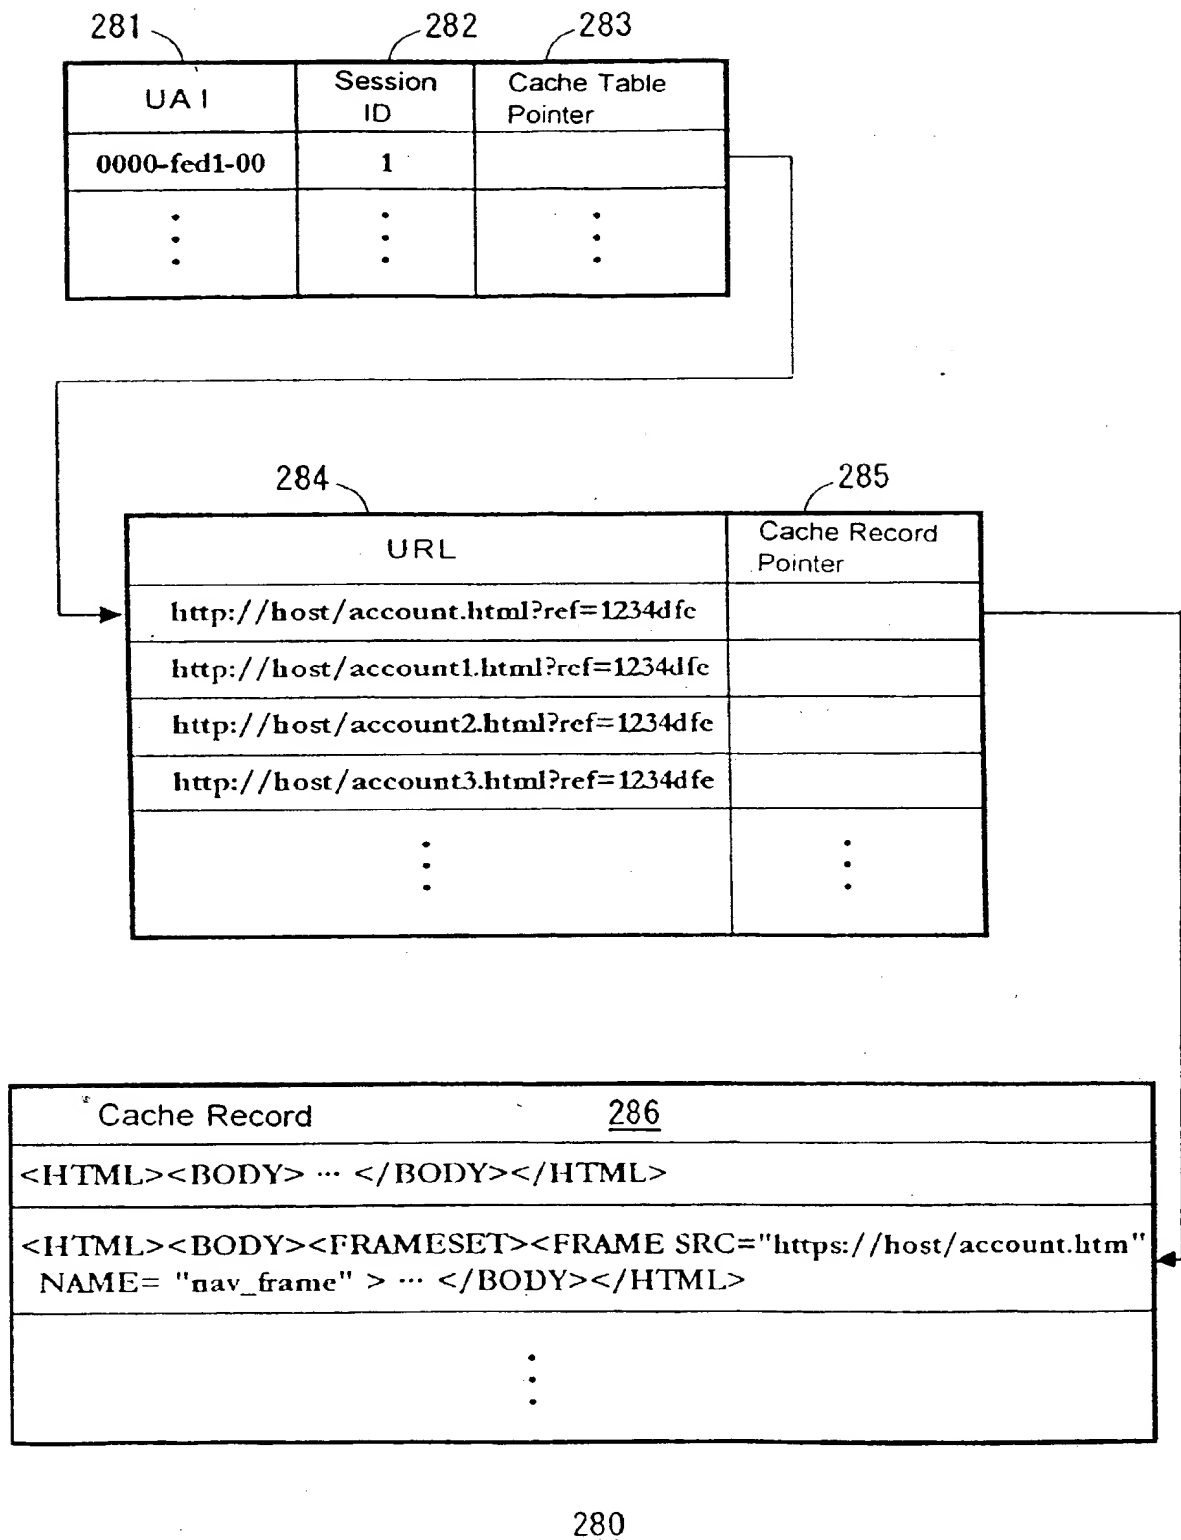 281 282 283
UAI Session ID Cache Table Pointer
0000-fed1-00 1
284 285
URL Cache Record Pointer
http://host/account.html?ref=1234dfe
http://host/account1.html?ref=1234dfe
http://host/account2.html?ref=1234dfe
http://host/account3.html?ref=1234dfe
Cache Record 286
<HTML><BODY> ... </BODY></HTML>
<HTML><BODY><FRAMESET><FRAME SRC="https://host/account.htm"
NAME= "nav_frame" > ... </BODY></HTML>
280